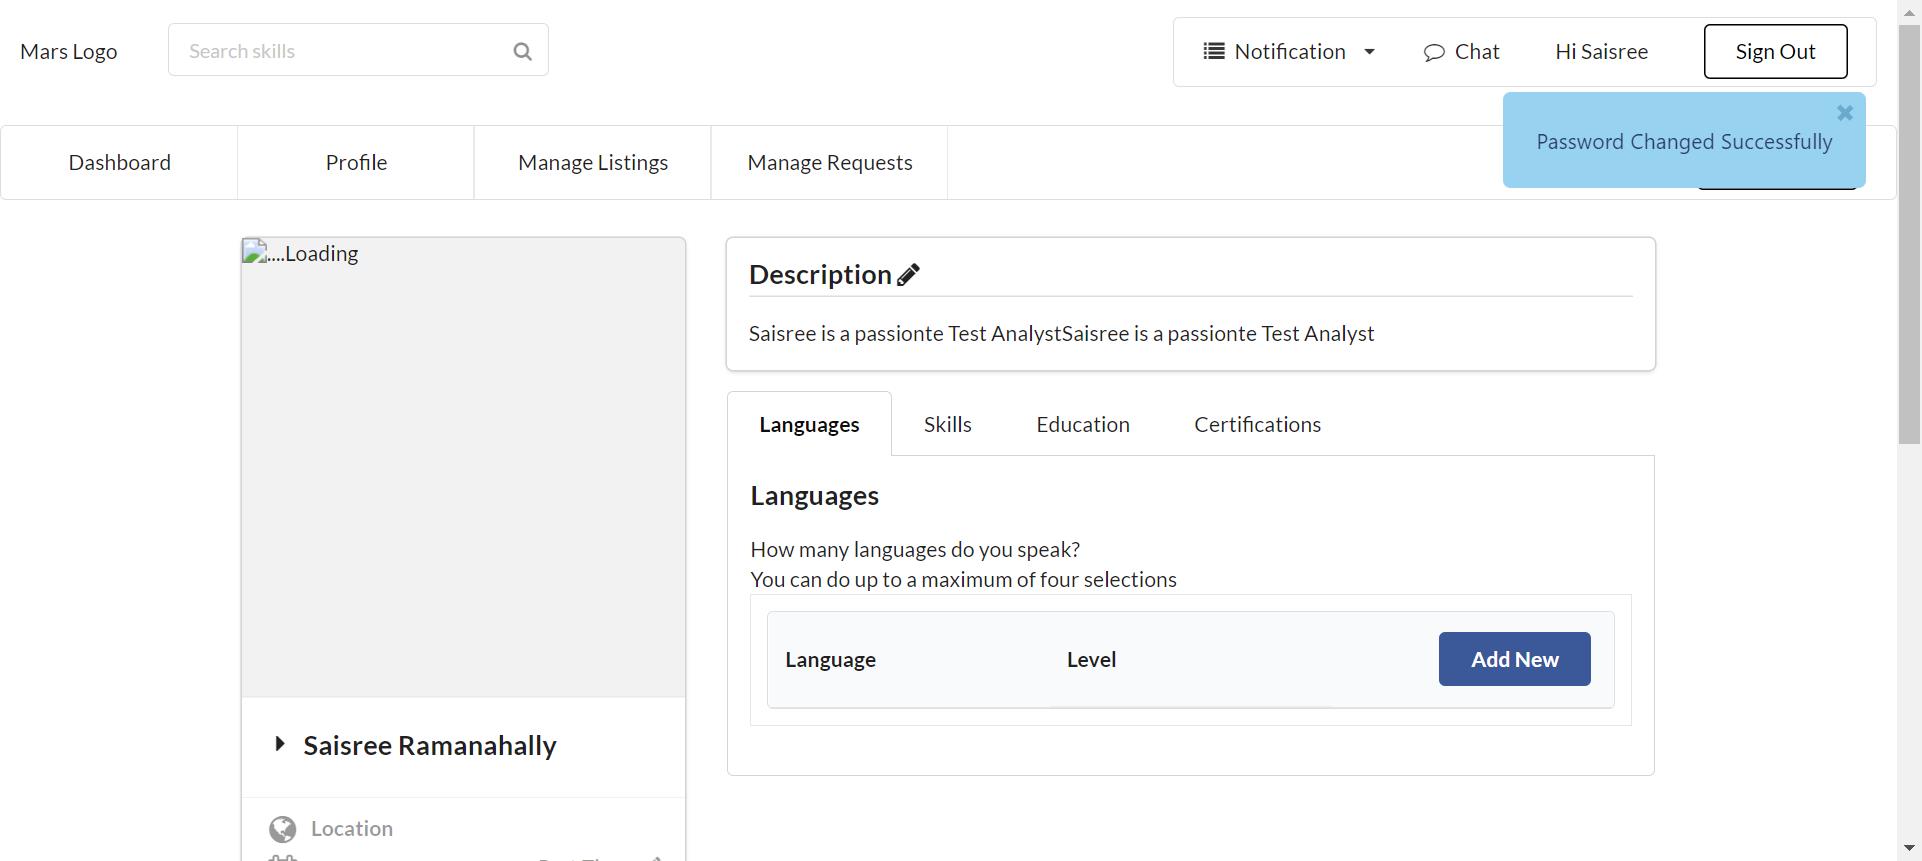 Mars Logo
Search skills
Notification
Chat
Hi Saisree
Sign Out
Password Changed Successfully
Dashboard
Profile
Manage Listings
Manage Requests
....Loading
Description
Saisree is a passionte Test AnalystSaisree is a passionte Test Analyst
Languages
Skills
Education
Certifications
Languages
How many languages do you speak?
You can do up to a maximum of four selections
Language
Level
Add New
Saisree Ramanahally
Location